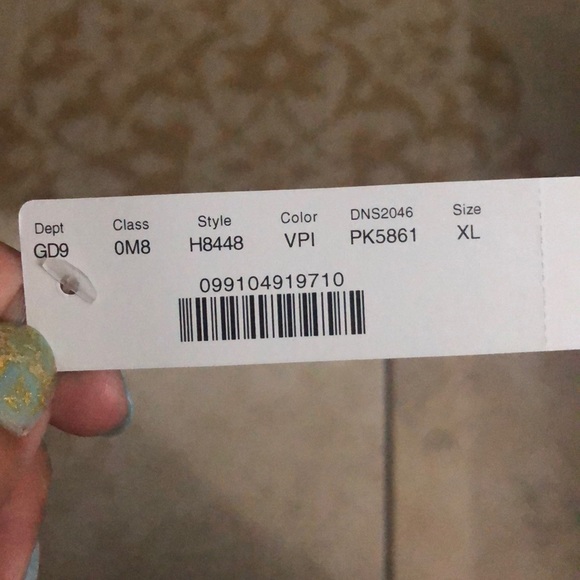 Dept Class Style Color DNS2046 Size
GD9 0M8 H8448 VPI PK5861 XL
099104919710